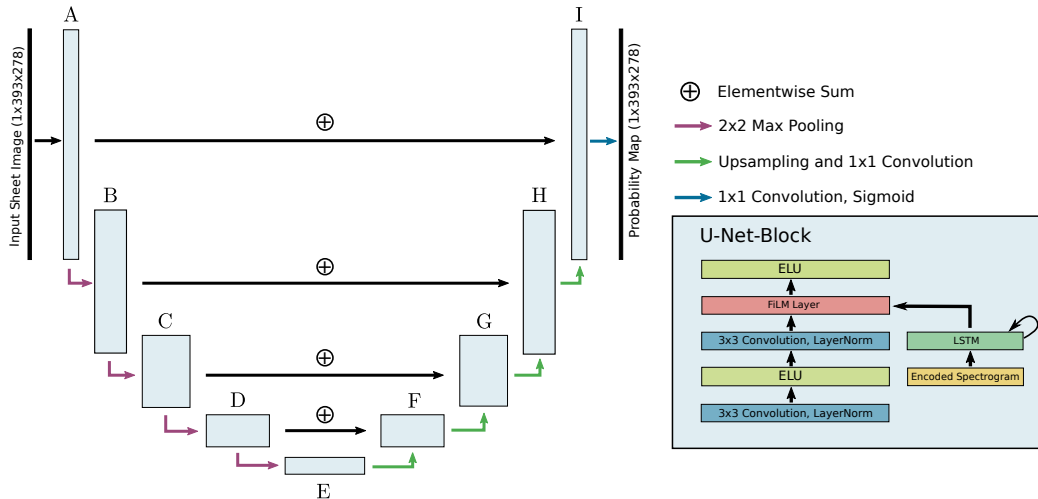 A
I
Input Sheet Image (1x393x278)
Probability Map (1x393x278)
Elementwise Sum
2x2 Max Pooling
Upsampling and 1x1 Convolution
1x1 Convolution, Sigmoid
B
H
C
G
D
F
E
U-Net-Block
ELU
FiLM Layer
3x3 Convolution, LayerNorm
LSTM
ELU
Encoded Spectrogram
3x3 Convolution, LayerNorm